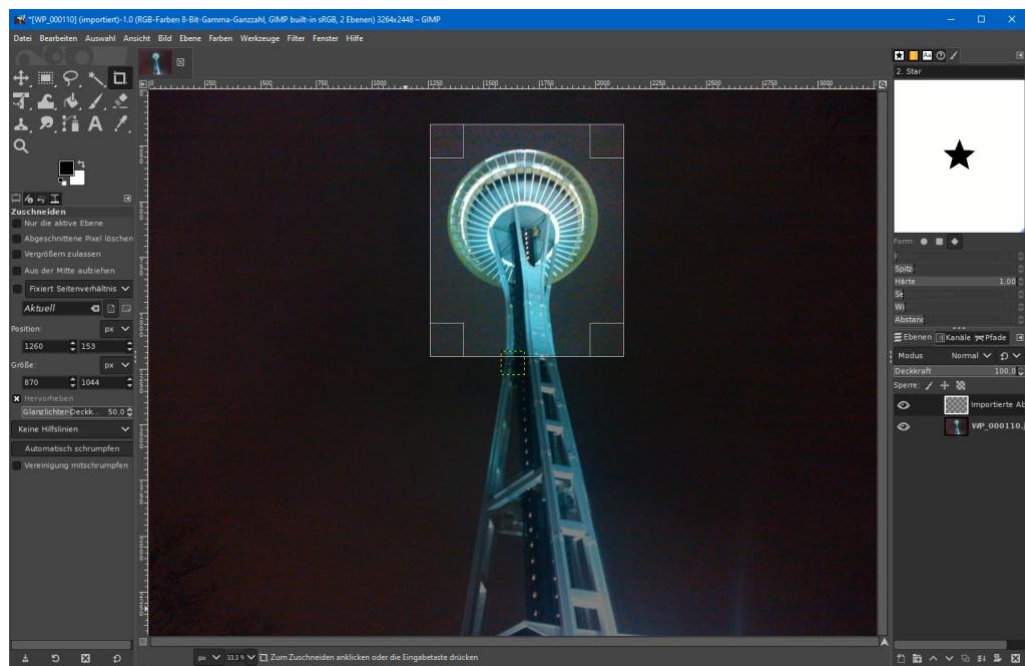 *[WP_000110] (importiert)-1.0 (RGB-Farben 8-Bit-Gamma-Ganzzahl, GIMP built-in sRGB, 2 Ebenen) 3264x2448 – GIMP
Datei Bearbeiten Auswahl Ansicht Bild Ebene Farben Werkzeuge Filter Fenster Hilfe
Zuschneiden
Nur die aktive Ebene
Abgeschnittene Pixel löschen
Vergrößern zulassen
Aus der Mitte aufziehen
Fixiert Seitenverhältnis
Aktuell
Position: px
1260 153
Größe: px
870 1044
Hervorheben
Glanzlichter-Deckk... 50.0
Keine Hilfslinien
Automatisch schrumpfen
Vereinigung mitschrumpfen
px 33.3 % Zum Zuschneiden anklicken oder die Eingabetaste drücken
2. Star
Form:
Spitz
Härte 1.00
Se
Wi
Abstand
Ebenen Kanäle Pfade
Modus Normal
Deckkraft 100.0
Sperre:
Importierte Ab
WP_000110.